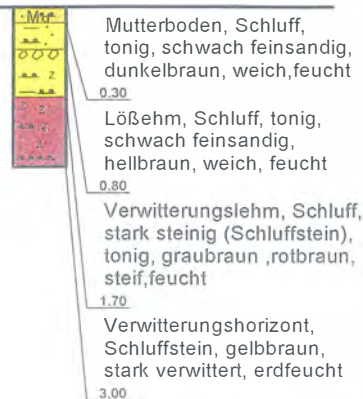 Mu
Mutterboden, Schluff,
tonig, schwach feinsandig,
dunkelbraun, weich,feucht
0.30
Lößehm, Schluff, tonig,
schwach feinsandig,
hellbraun, weich, feucht
0.80
Verwitterungslehm, Schluff,
stark steinig (Schluffstein),
tonig, graubraun ,rotbraun,
steif,feucht
1.70
Verwitterungshorizont,
Schluffstein, gelbbraun,
stark verwittert, erdfeucht
3.00